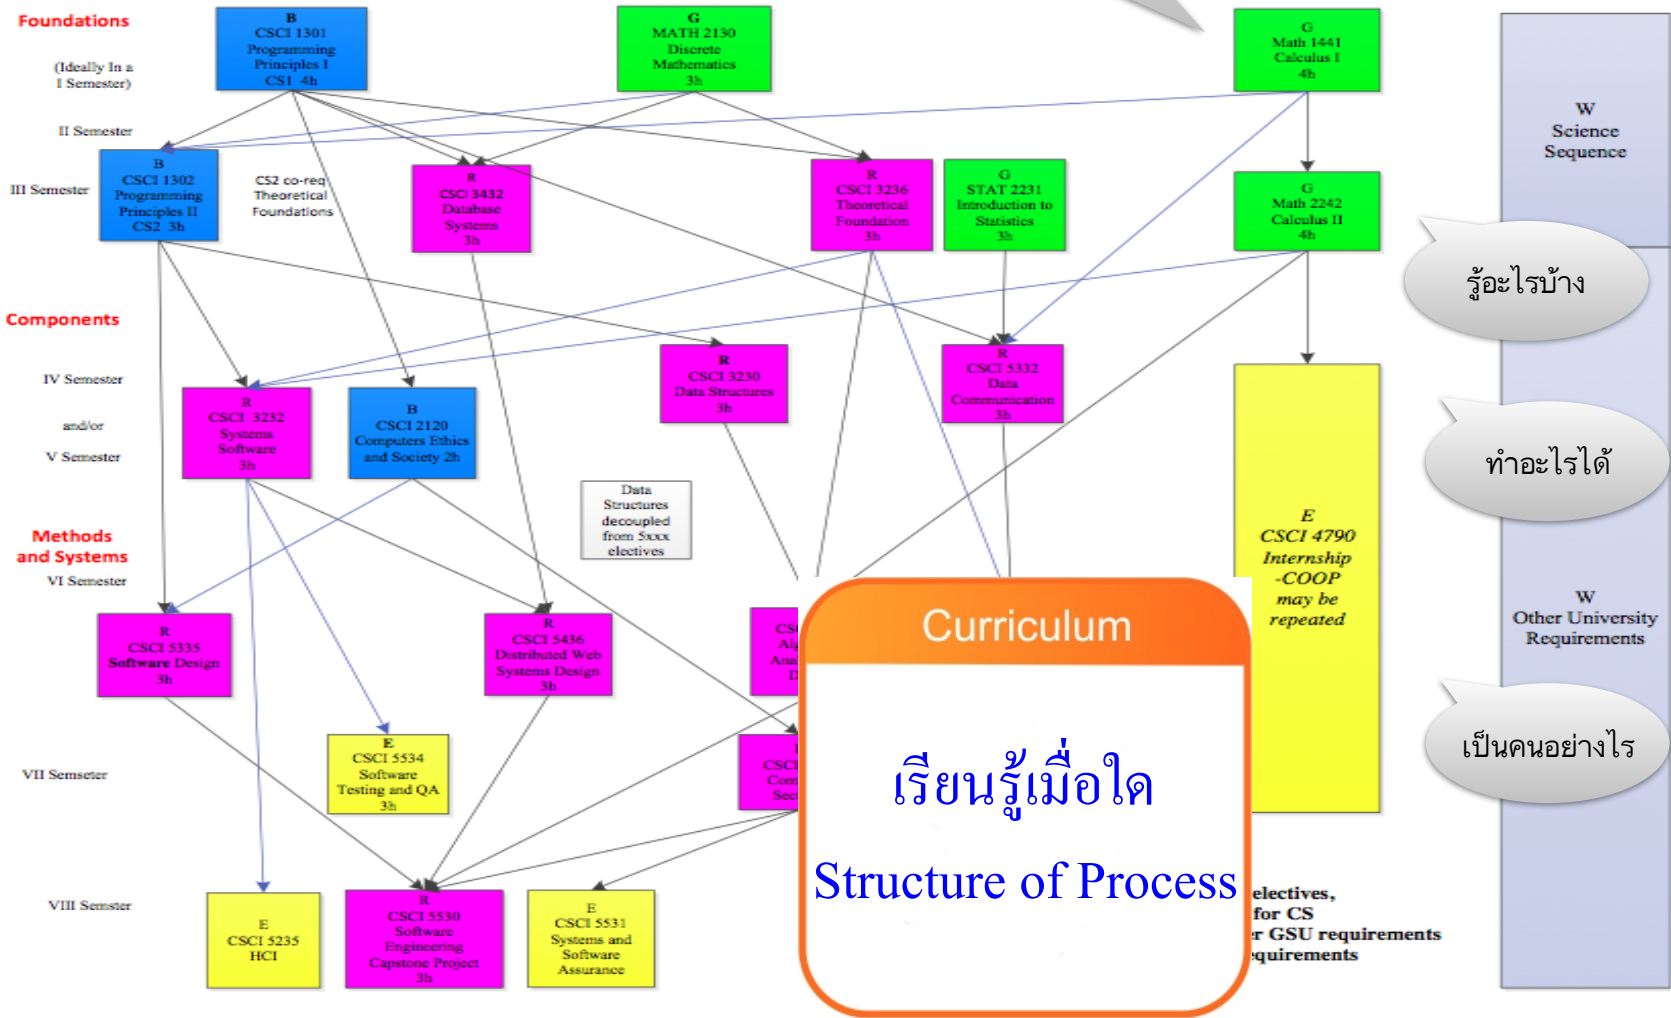 Foundations
(Ideally In a
I Semester)
B
CSCI 1301
Programming
Principles I
CS1 4h
G
MATH 2130
Discrete
Mathematics
3h
G
Math 1441
Calculus I
4h
W
Science
Sequence
II Semester
III Semester
B
CSCI 1302
Programming
Principles II
CS2 3h
CS2 co-req
Theoretical
Foundations
R
CSCI 3432
Database
Systems
3h
R
CSCI 3236
Theoretical
Foundation
3h
G
STAT 2231
Introduction to
Statistics
3h
G
Math 2242
Calculus II
4h
รู้อะไรบ้าง
Components
IV Semester
and/or
V Semester
R
CSCI 3232
Systems
Software
3h
B
CSCI 2120
Computers Ethics
and Society 2h
R
CSCI 3230
Data Structures
3h
R
CSCI 5332
Data
Communication
3h
ทำอะไรได้
Data
Structures
decoupled
from 5xxx
electives
E
CSCI 4790
Internship
-COOP
may be
repeated
W
Other University
Requirements
Methods
and Systems
VI Semester
R
CSCI 5335
Software Design
3h
R
CSCI 5436
Distributed Web
Systems Design
3h
Curriculum
เรียนรู้เมื่อใด
Structure of Process
เป็นคนอย่างไร
VII Semseter
E
CSCI 5534
Software
Testing and QA
3h
VIII Semster
E
CSCI 5235
HCI
R
CSCI 5530
Software
Engineering
Capstone Project
3h
E
CSCI 5531
Systems and
Software
Assurance
electives,
for CS
r GSU requirements
equirements